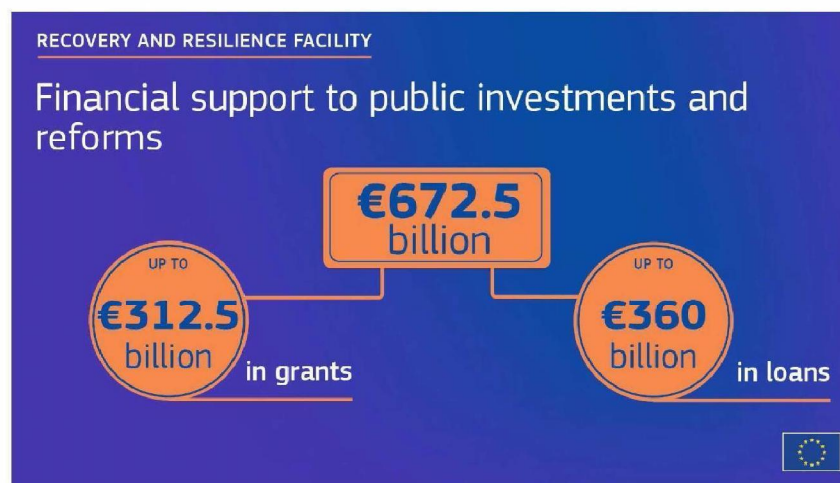 RECOVERY AND RESILIENCE FACILITY
Financial support to public investments and
reforms
€672.5
billion
UP TO
€312.5
billion
in grants
UP TO
€360
billion
in loans